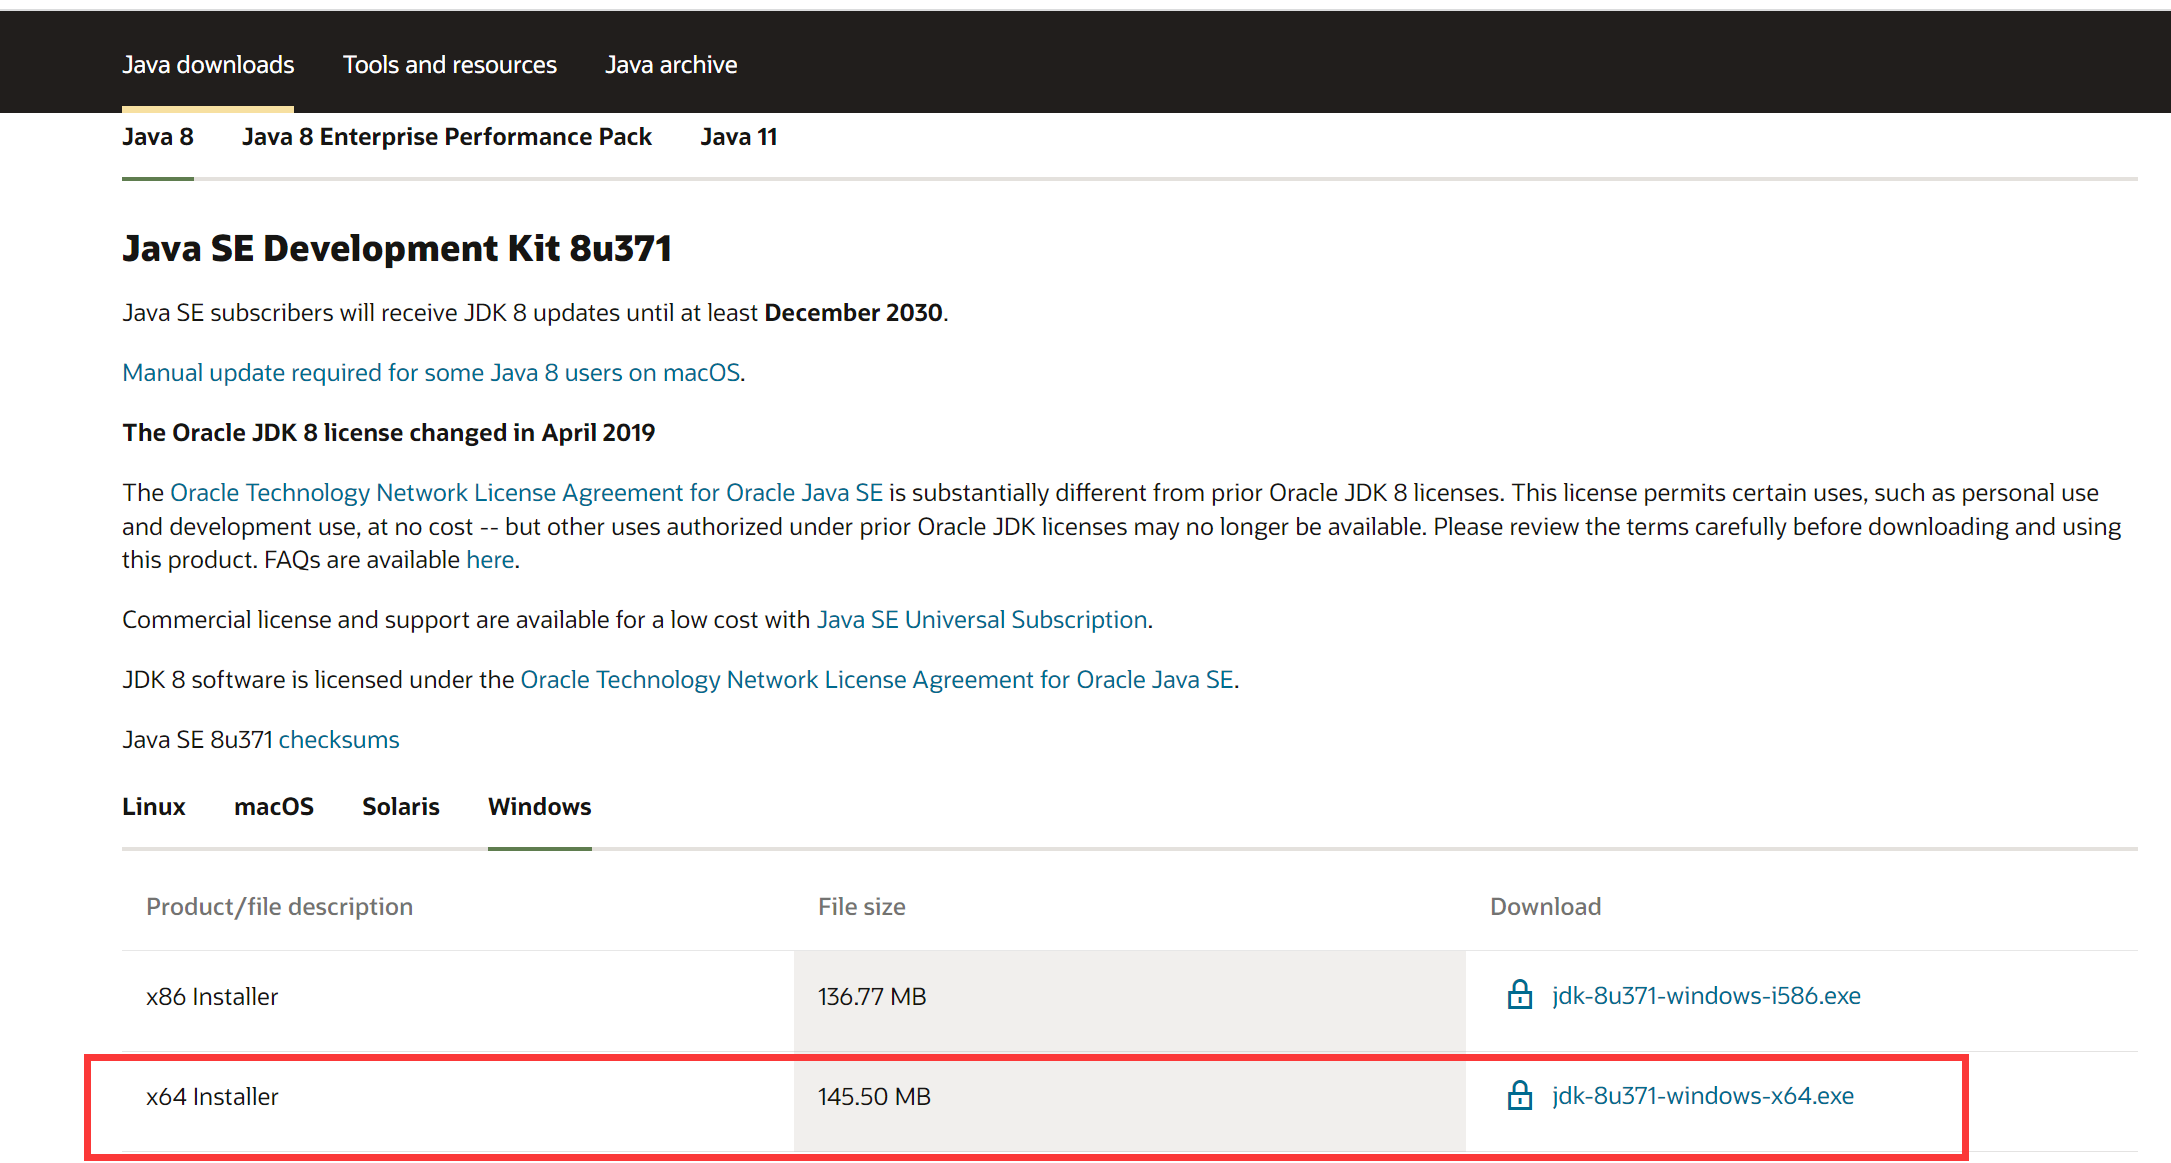 Java downloads Tools and resources Java archive
Java 8 Java 8 Enterprise Performance Pack Java 11
Java SE Development Kit 8u371
Java SE subscribers will receive JDK 8 updates until at least December 2030.
Manual update required for some Java 8 users on macOS.
The Oracle JDK 8 license changed in April 2019
The Oracle Technology Network License Agreement for Oracle Java SE is substantially different from prior Oracle JDK 8 licenses. This license permits certain uses, such as personal use
and development use, at no cost -- but other uses authorized under prior Oracle JDK licenses may no longer be available. Please review the terms carefully before downloading and using
this product. FAQs are available here.
Commercial license and support are available for a low cost with Java SE Universal Subscription.
JDK 8 software is licensed under the Oracle Technology Network License Agreement for Oracle Java SE.
Java SE 8u371 checksums
Linux macOS Solaris Windows
Product/file description File size Download
x86 Installer 136.77 MB jdk-8u371-windows-i586.exe
x64 Installer 145.50 MB jdk-8u371-windows-x64.exe